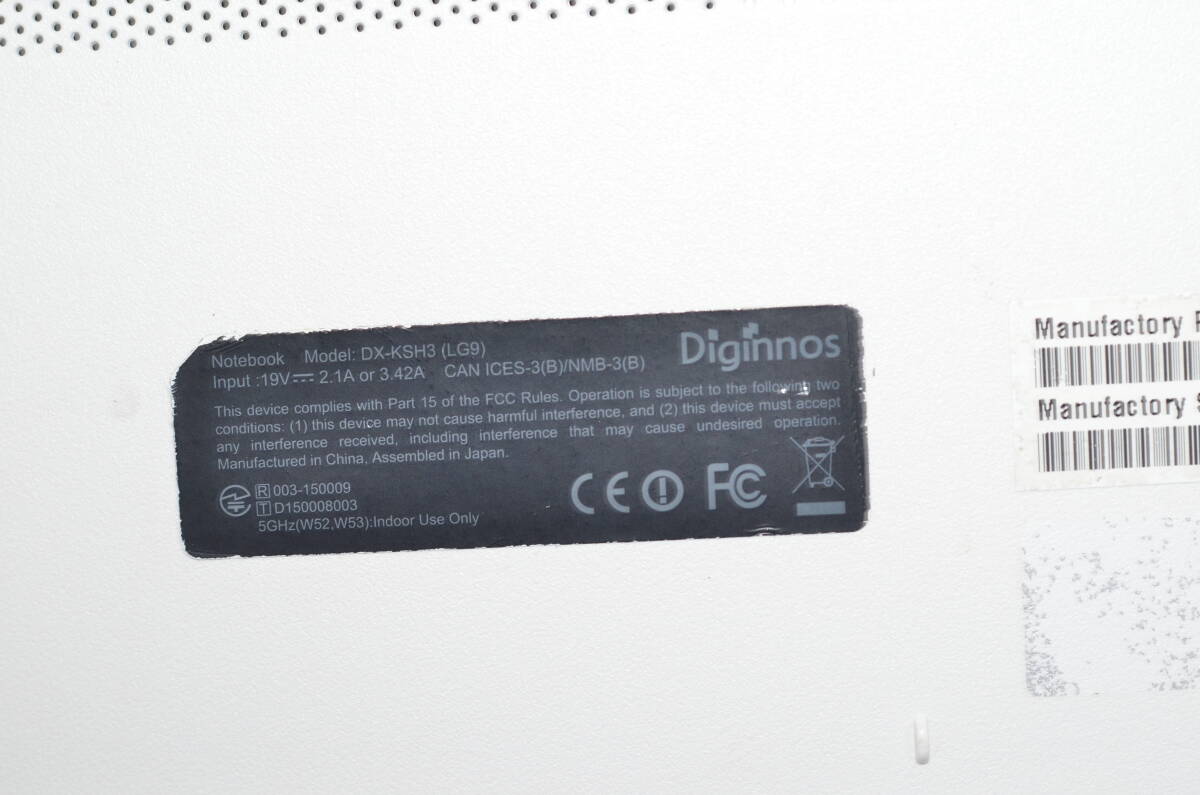 Notebook Model: DX-KSH3 (LG9)
Diginnos
Input :19V 2.1A or 3.42A CAN ICES-3(B)/NMB-3(B)
This device complies with Part 15 of the FCC Rules. Operation is subject to the following two
conditions: (1) this device may not cause harmful interference, and (2) this device must accept
any interference received, including interference that may cause undesired operation.
Manufactured in China, Assembled in Japan.
R 003-150009
T D150008003
5GHz(W52,W53):Indoor Use Only
CE FC
Manufactory
Manufactory